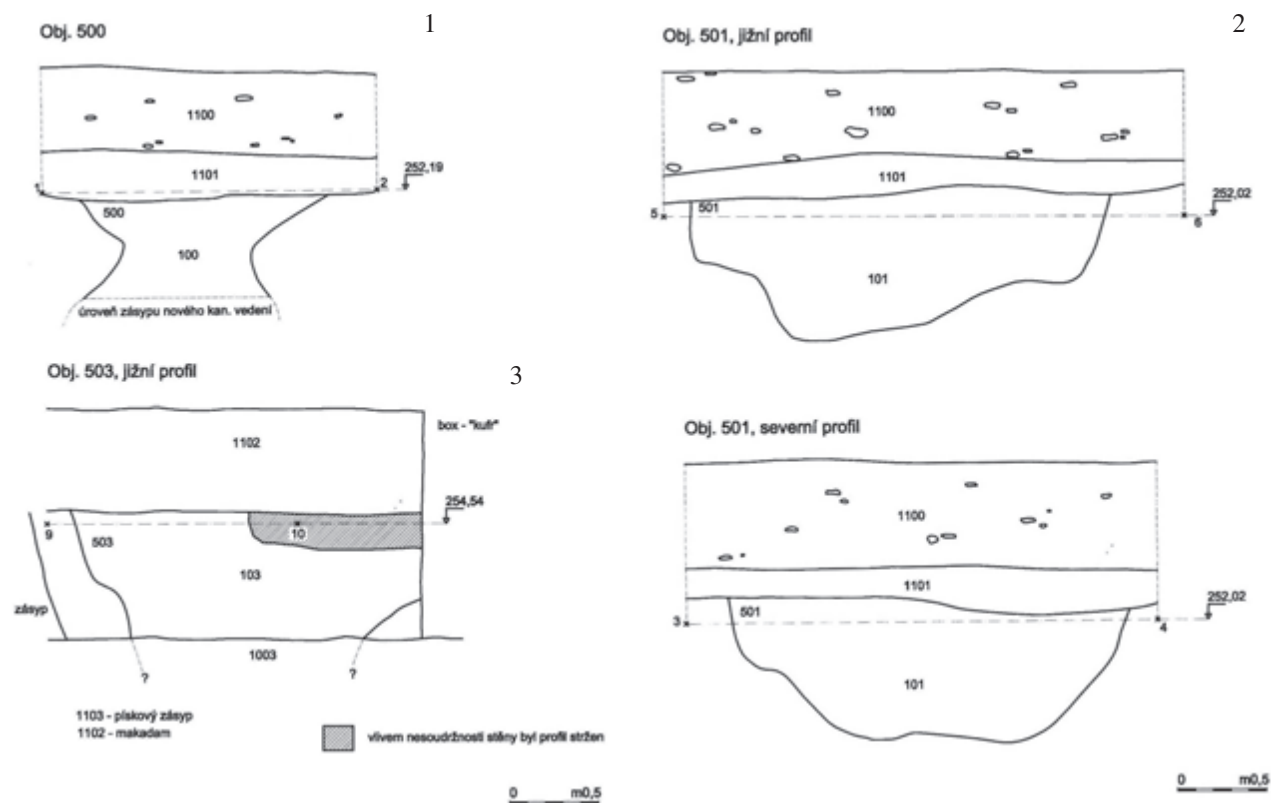 Obj. 500
1
1100
1101
1
2
252,19
500
100
úroveň zásypu nového kan. vedení
Obj. 501, jižní profil
2
1100
1101
5
501
6
252,02
101
Obj. 503, jižní profil
3
box - "kufr"
1102
254,54
9
10
503
103
zásyp
1003
?
?
1103 - pískový zásyp
1102 - makadam
vlivem nesoudržnosti stěny byl profil stržen
0 m0,5
Obj. 501, severní profil
1100
1101
3
501
4
252,02
101
0 m0,5